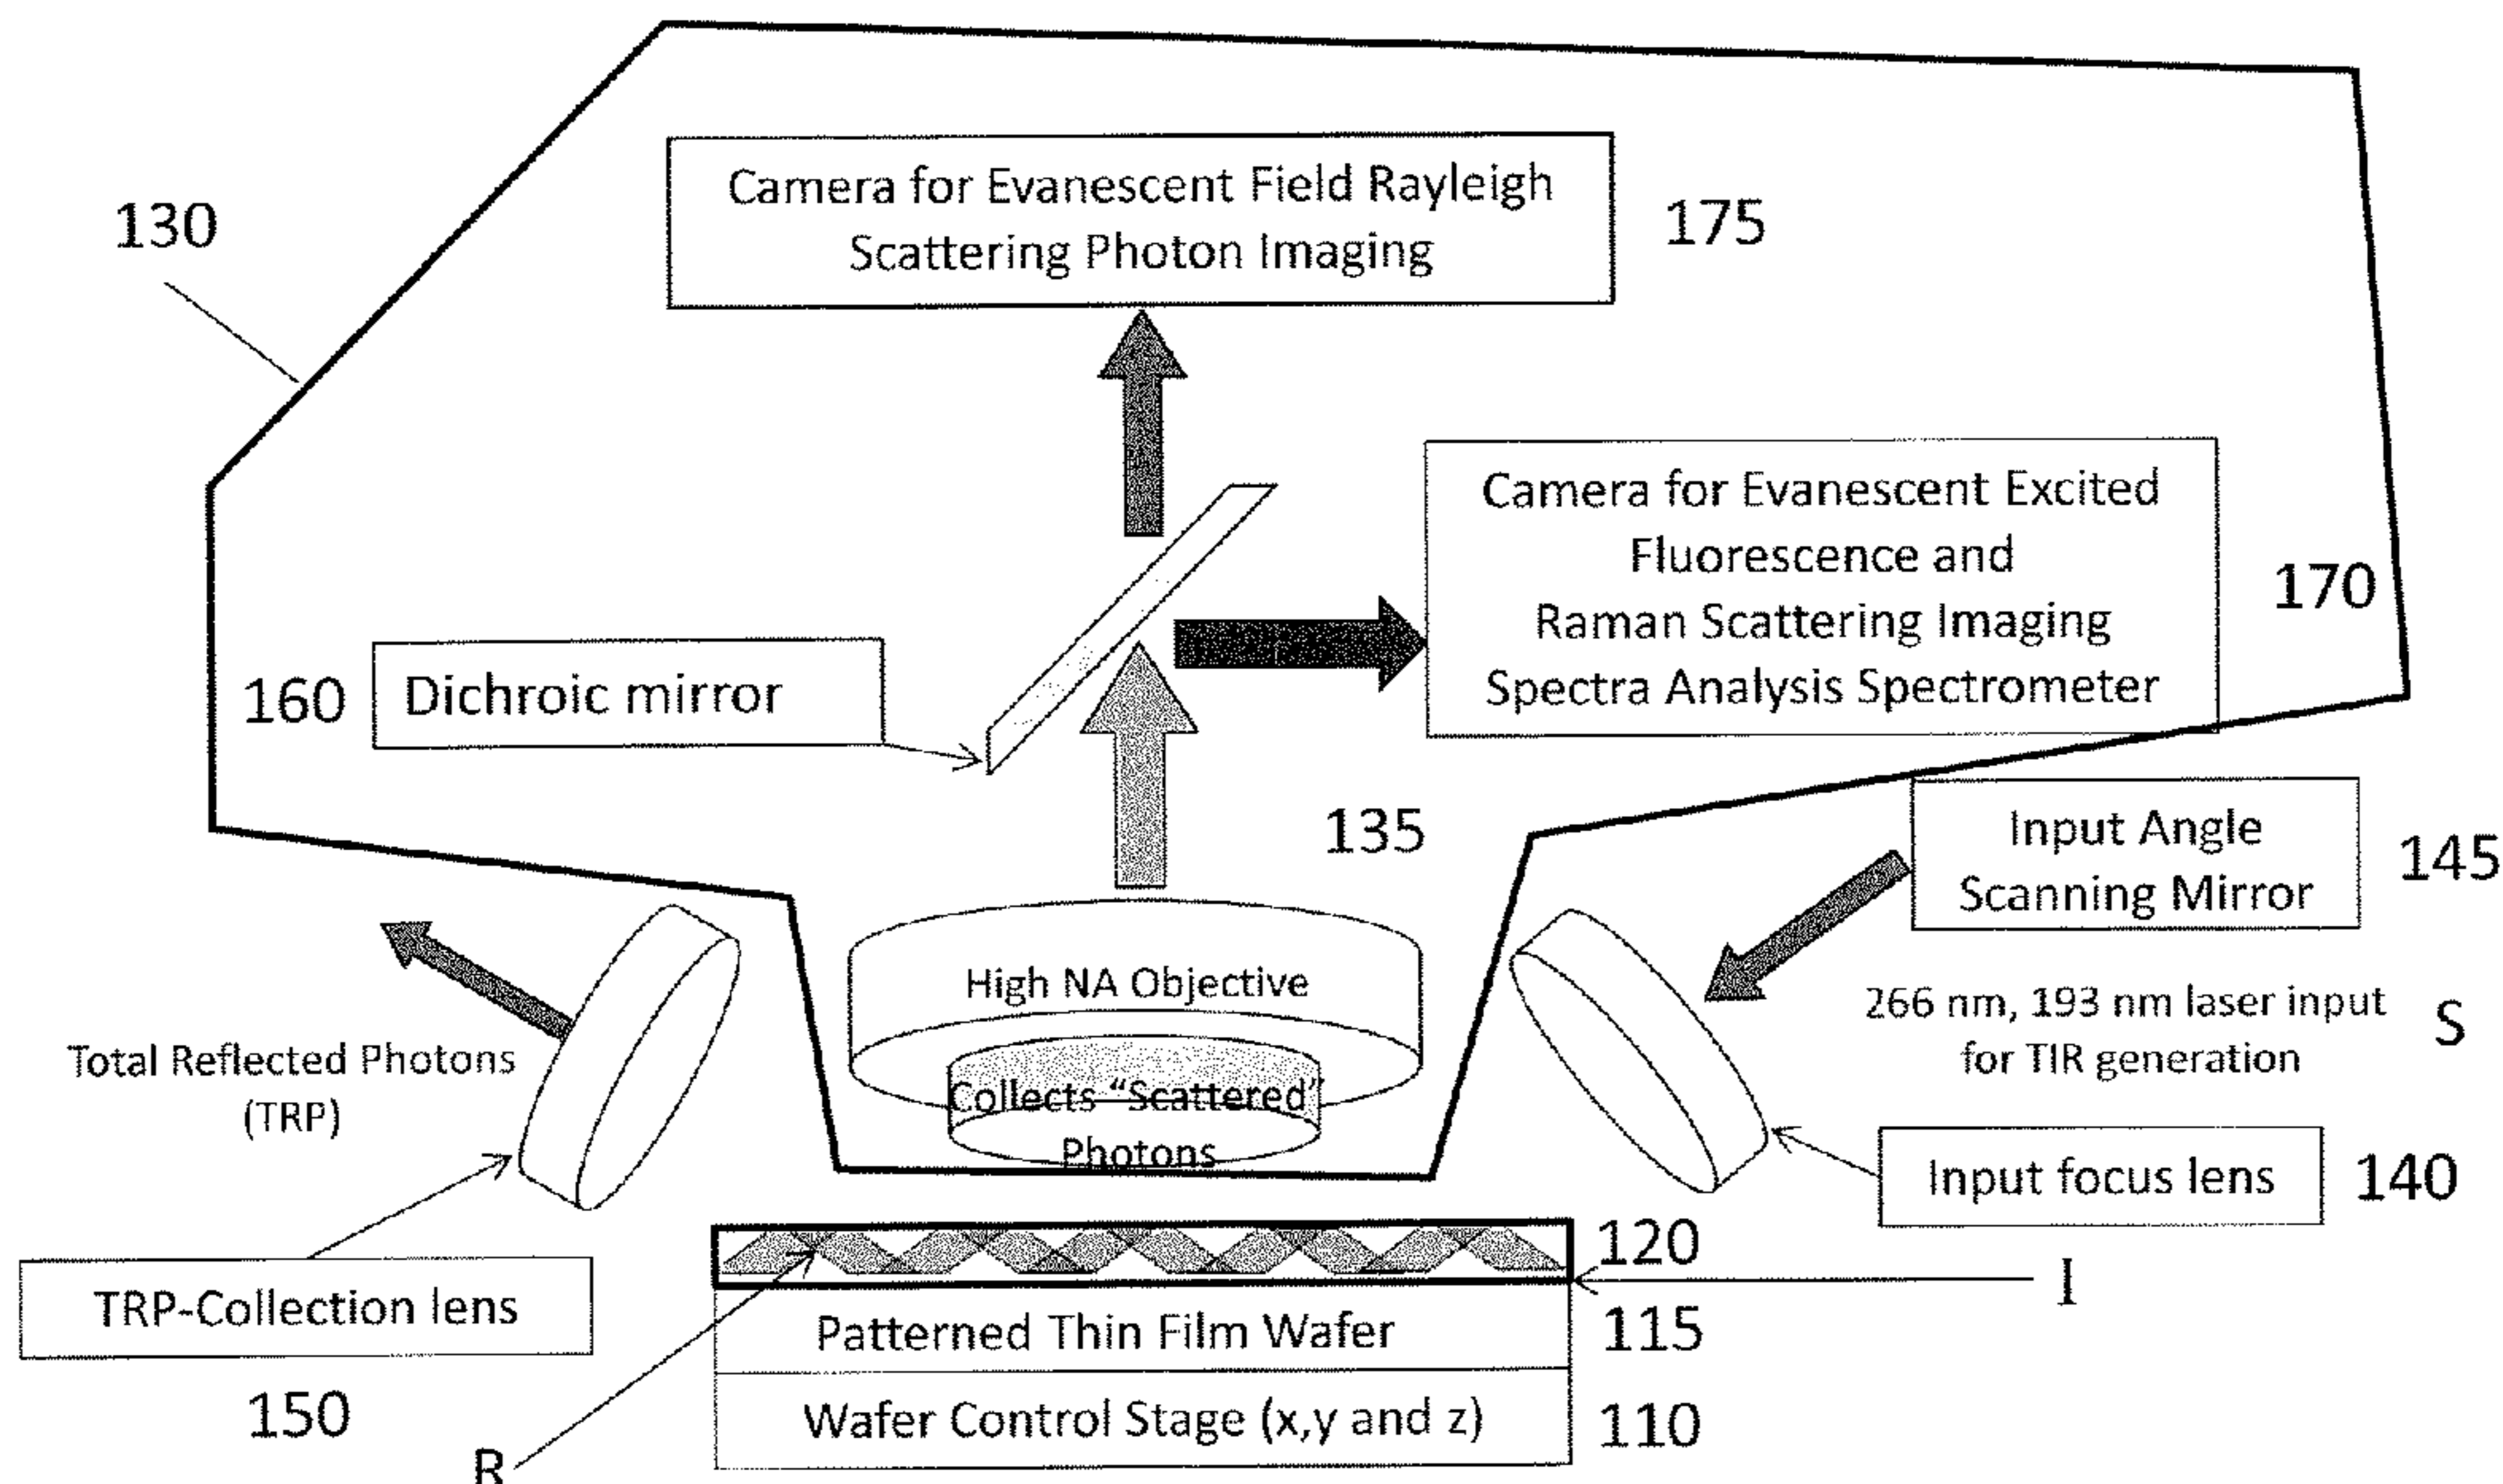 130
Camera for Evanescent Field Rayleigh
Scattering Photon Imaging
175
Camera for Evanescent Excited
Fluorescence and
Raman Scattering Imaging
Spectra Analysis Spectrometer
170
160
Dichroic mirror
135
Input Angle
Scanning Mirror
145
High NA Objective
Collects "Scattered"
Photons
266 nm, 193 nm laser input
for TIR generation
S
Total Reflected Photons
(TRP)
Input focus lens
140
120
I
TRP-Collection lens
150
Patterned Thin Film Wafer
115
Wafer Control Stage (x,y and z)
110
R